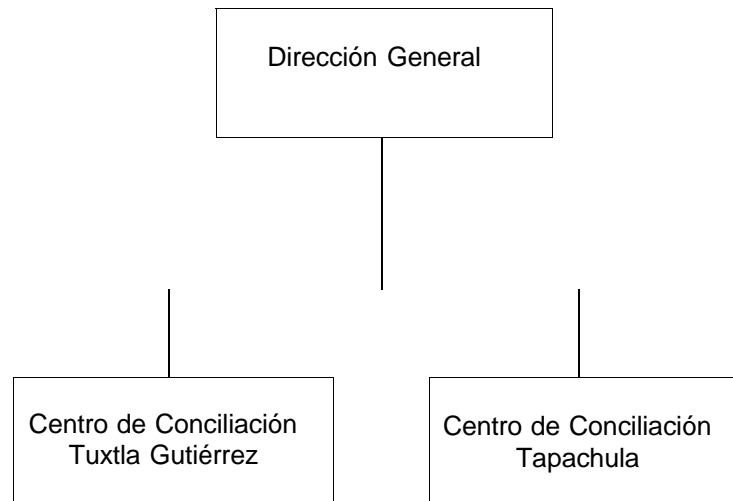 Dirección General
Centro de Conciliación
Tuxtla Gutiérrez
Centro de Conciliación
Tapachula